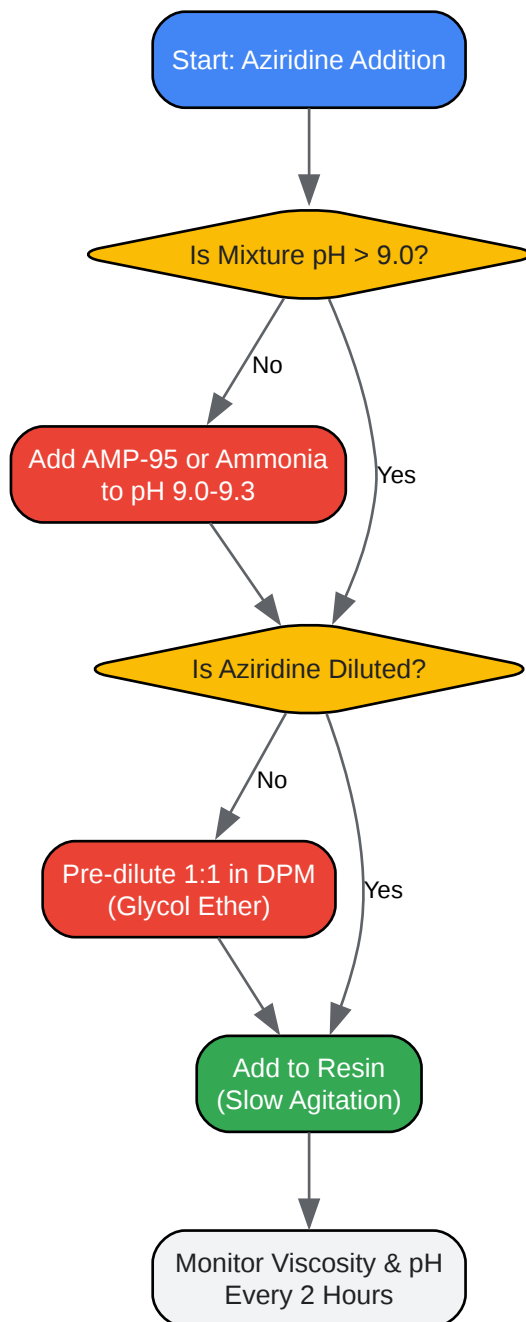 Start: Aziridine Addition
Is Mixture pH > 9.0?
No
Add AMP-95 or Ammonia
to pH 9.0-9.3
Yes
Is Aziridine Diluted?
No
Pre-dilute 1:1 in DPM
(Glycol Ether)
Yes
Add to Resin
(Slow Agitation)
Monitor Viscosity & pH
Every 2 Hours